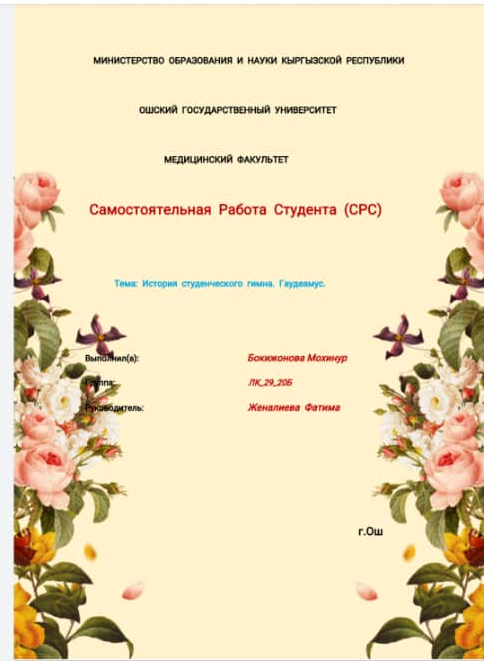 МИНИСТЕРСТВО ОБРАЗОВАНИЯ И НАУКИ КЫРГЫЗСКОЙ РЕСПУБЛИКИ
ОШСКИЙ ГОСУДАРСТВЕННЫЙ УНИВЕРСИТЕТ
МЕДИЦИНСКИЙ ФАКУЛЬТЕТ
Самостоятельная Работа Студента (СРС)
Тема: История студенческого гимна. Гаудеамус.
Выполнил(а): Бокижонова Мохинур
Группа: ЛК_29_20Б
Руководитель: Женалиева Фатима
г.Ош